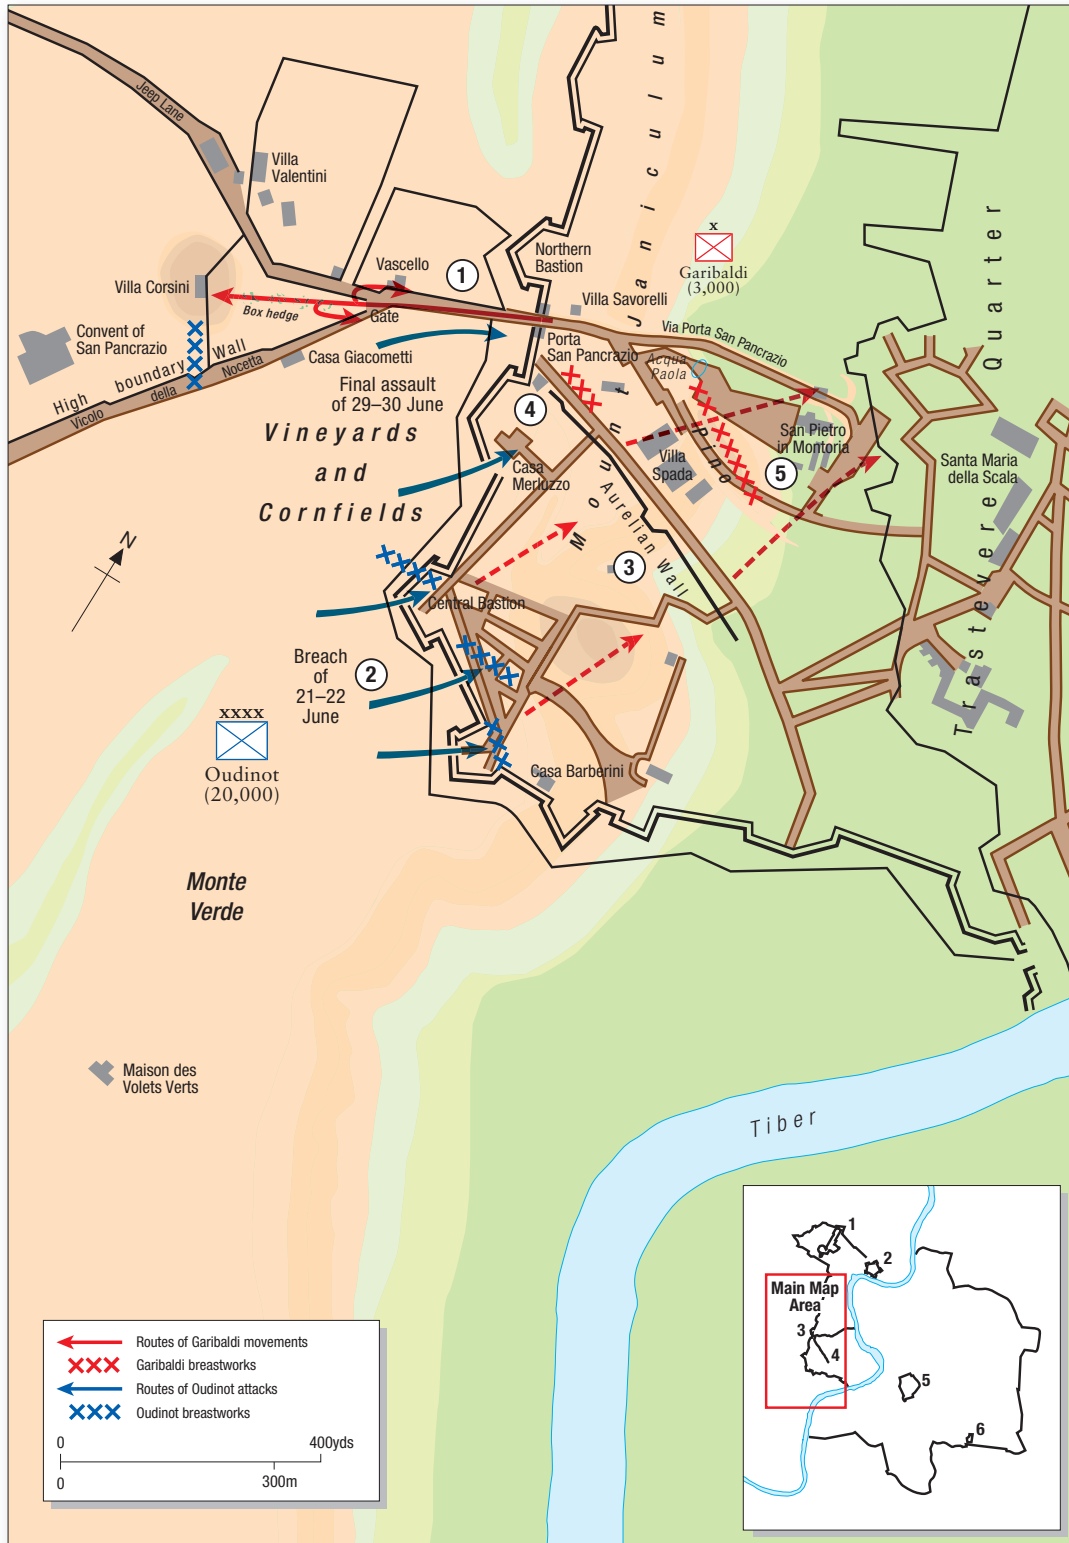 Jeep Lane
Villa
Valentini
Janiculum
Mount
x
Garibaldi
(3,000)
Quarter
Trastevere
Northern
Bastion
Vascello
1
Villa Corsini
Box hedge
Gate
Villa Savorelli
Convent of
San Pancrazio
High
boundary
Wall
Vicolo della Nocetta
Casa Giacometti
Porta
San Pancrazio
Via Porta San Pancrazio
Acqua
Paola
Final assault
of 29–30 June
4
Vineyards
and
Cornfields
Casa
Merluzzo
Villa
Spada
Pine
San Pietro
in Montoria
5
Santa Maria
della Scala
Aurelian Wall
3
N
Central Bastion
Breach
of
21–22
June
2
xxxx
Oudinot
(20,000)
Casa Barberini
Monte
Verde
Maison des
Volets Verts
Tiber
Routes of Garibaldi movements
Garibaldi breastworks
Routes of Oudinot attacks
Oudinot breastworks
0 400yds
0 300m
1
2
Main Map
Area
3
4
5
6